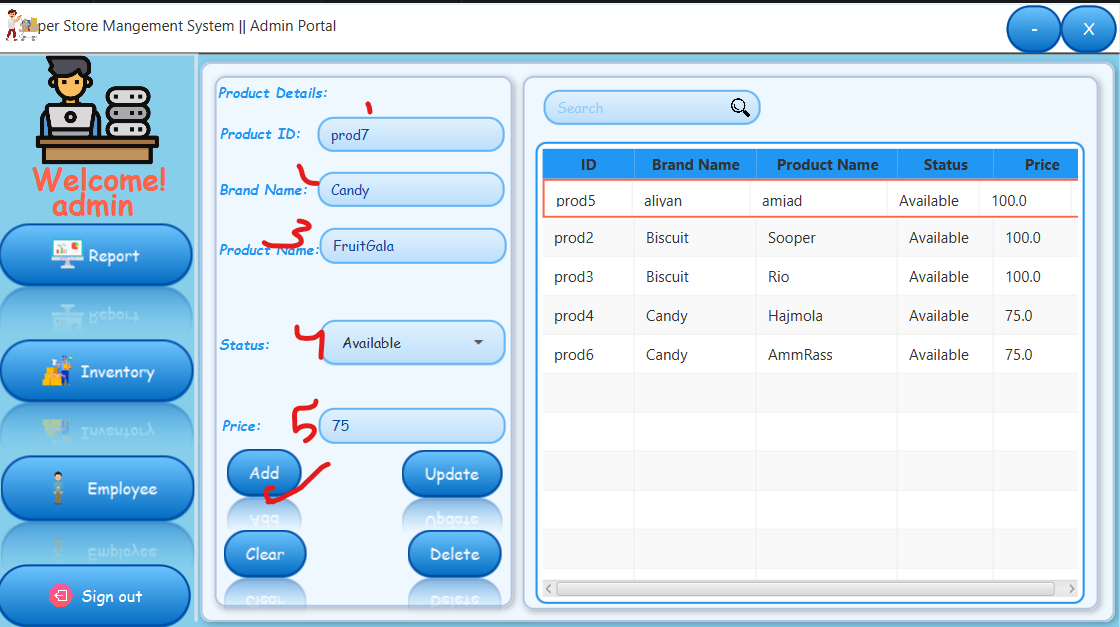 per Store Mangement System || Admin Portal
-
X
Welcome!
admin
Report
Inventory
Employee
Sign out
Product Details:
1
Product ID: prod7
Brand Name: Candy
3
Product Name: FruitGala
Status: 4 Available
Price: 5 75
Add
Update
Clear
Delete
Search
ID Brand Name Product Name Status Price
prod5 alivan amjad Available 100.0
prod2 Biscuit Sooper Available 100.0
prod3 Biscuit Rio Available 100.0
prod4 Candy Hajmola Available 75.0
prod6 Candy AmmRass Available 75.0